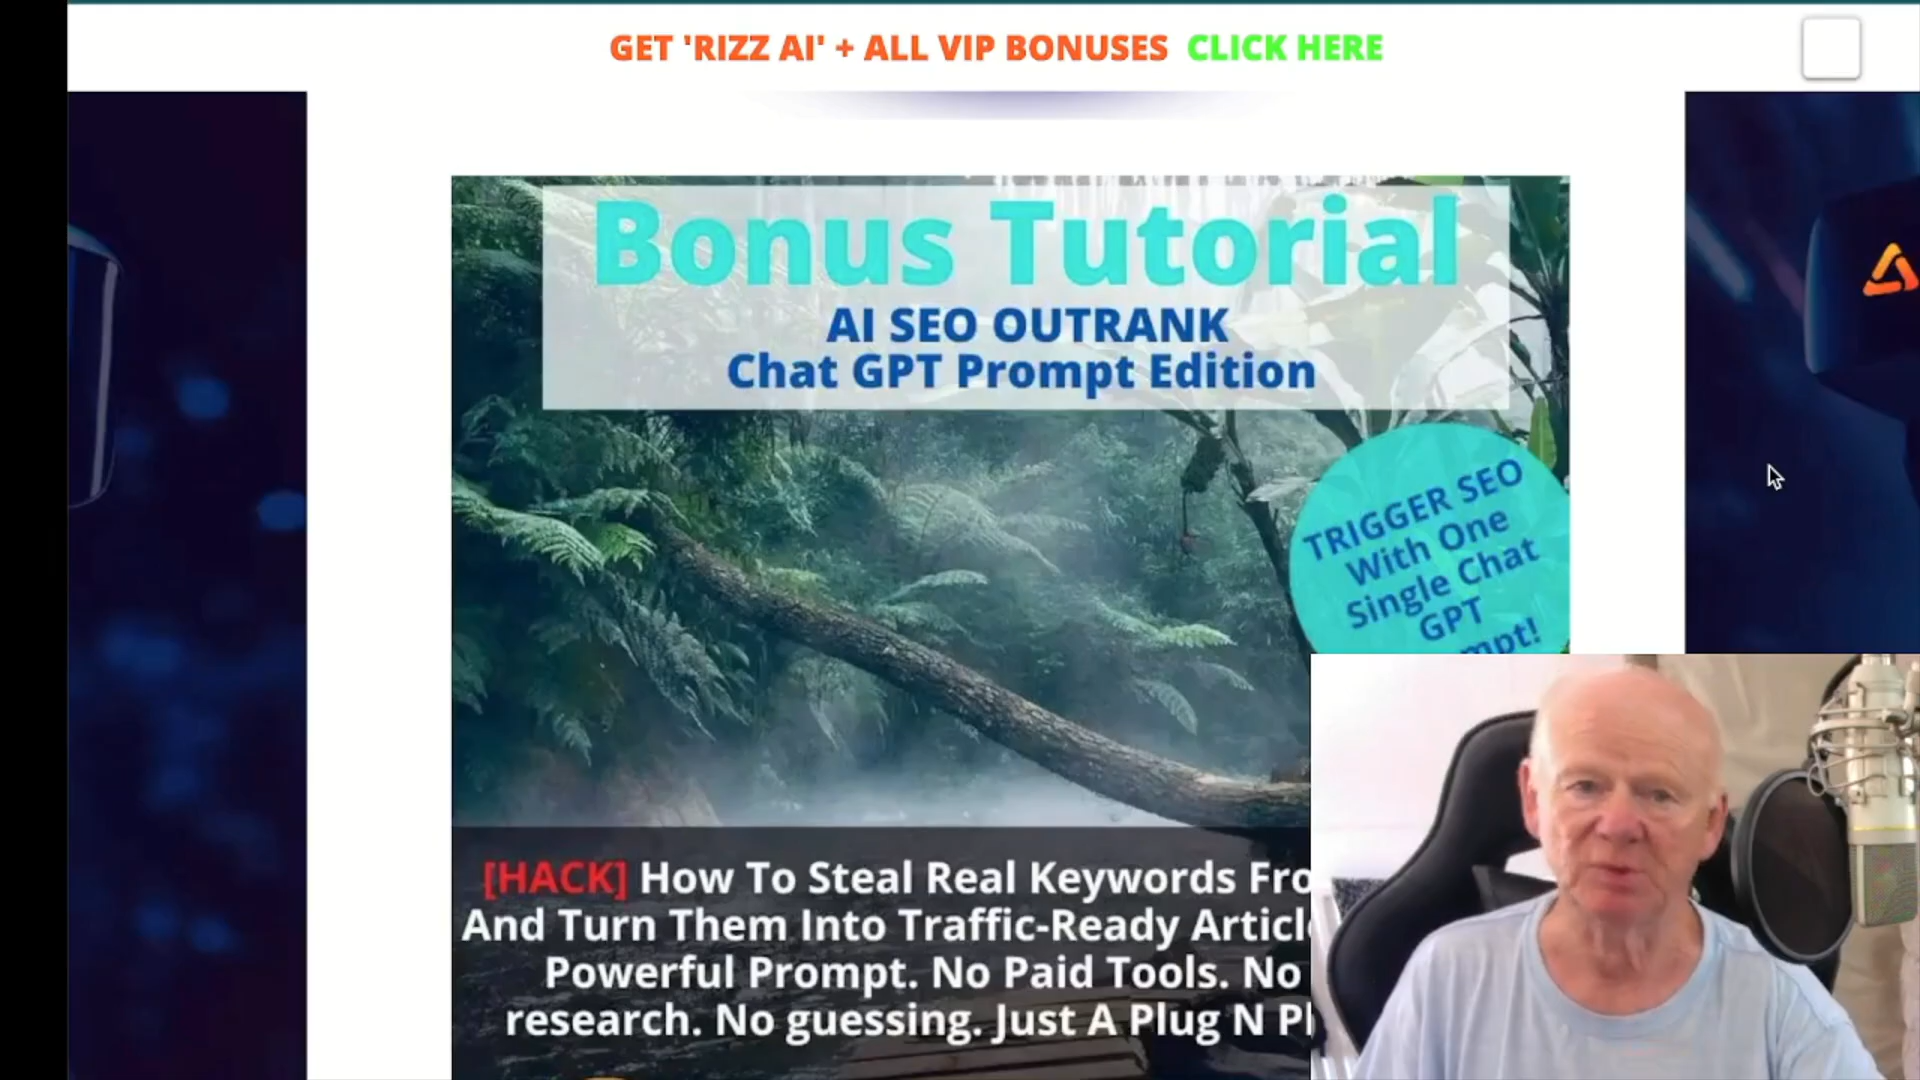 GET 'RIZZ AI' + ALL VIP BONUSES CLICK HERE
Bonus Tutorial
AI SEO OUTRANK
Chat GPT Prompt Edition
TRIGGER SEO
With One
Single Chat
GPT
mpt!
[HACK] How To Steal Real Keywords Fro
And Turn Them Into Traffic-Ready Articl
Powerful Prompt. No Paid Tools. No
research. No guessing. Just A Plug N Pl